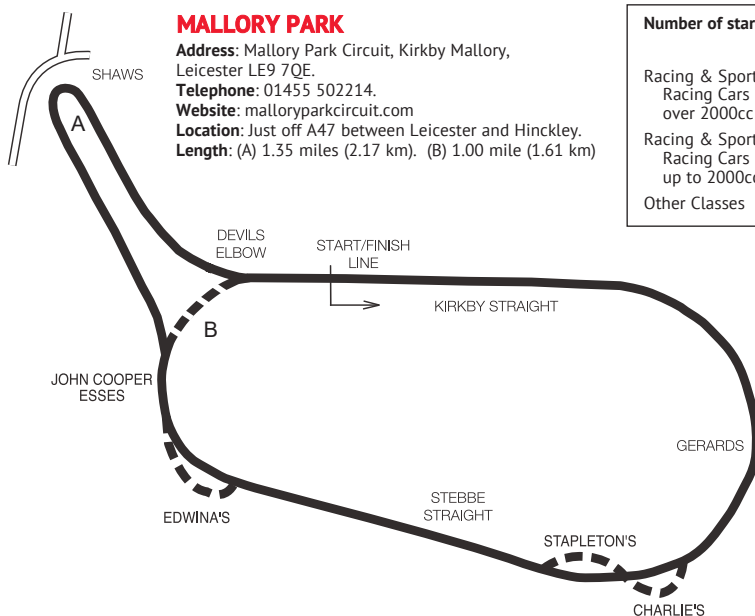 MALLORY PARK
Address: Mallory Park Circuit, Kirkby Mallory,
Leicester LE9 7QE.
Telephone: 01455 502214.
Website: malloryparkcircuit.com
Location: Just off A47 between Leicester and Hinckley.
Length: (A) 1.35 miles (2.17 km). (B) 1.00 mile (1.61 km)
Number of star
Racing & Sport
Racing Cars
over 2000cc
Racing & Sport
Racing Cars
up to 2000cc
Other Classes
SHAWS
A
DEVILS
ELBOW
START/FINISH
LINE
KIRKBY STRAIGHT
B
JOHN COOPER
ESSES
GERARDS
EDWINA'S
STEBBE
STRAIGHT
STAPLETON'S
CHARLIE'S